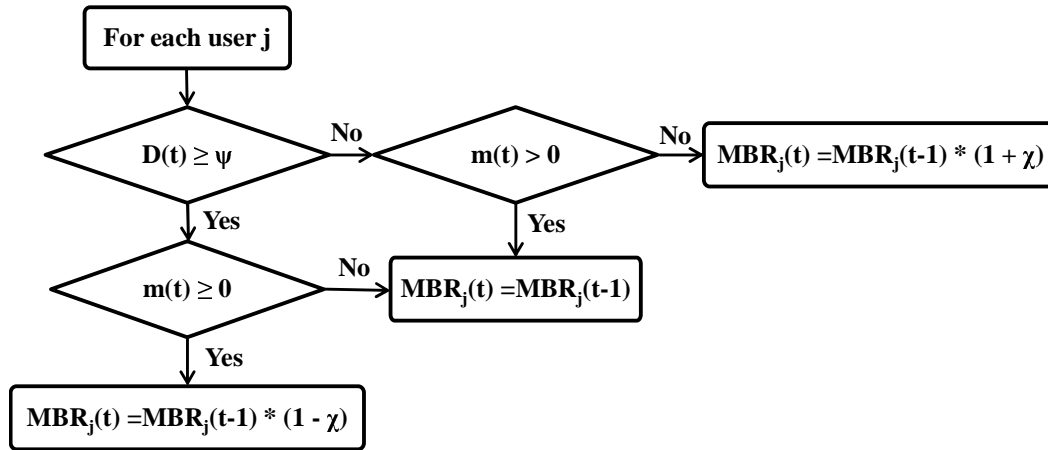 For each user j
D(t) ≥ ψ
No
m(t) > 0
No
MBRj(t) =MBRj(t-1) * (1 + χ)
Yes
Yes
m(t) ≥ 0
No
MBRj(t) =MBRj(t-1)
Yes
MBRj(t) =MBRj(t-1) * (1 - χ)